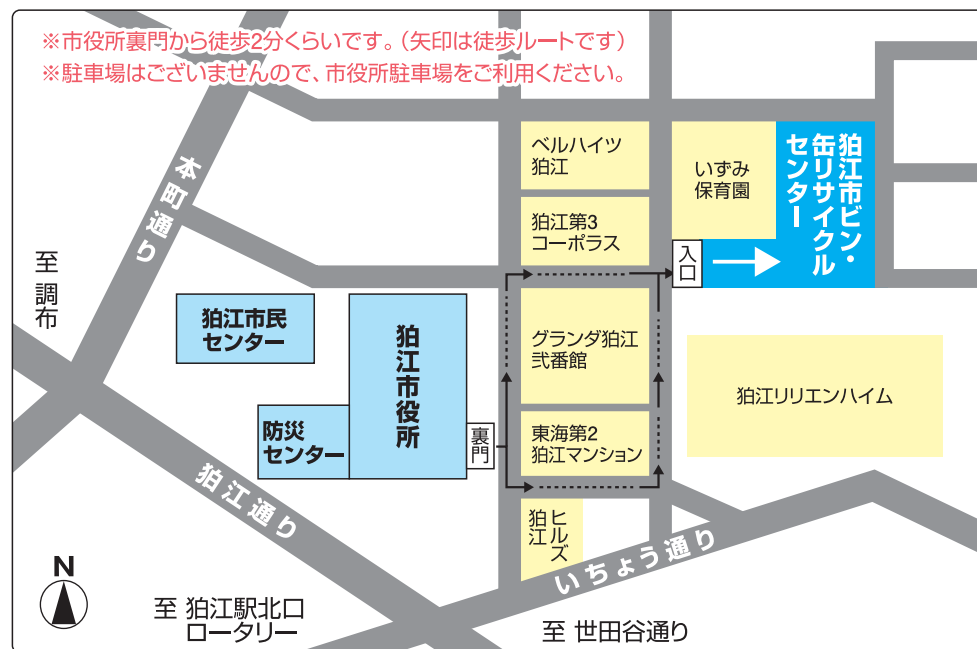 ※市役所裏門から徒歩2分くらいです。（矢印は徒歩ルートです）
※駐車場はございませんので、市役所駐車場をご利用ください。
本町通り
至 調布
ベルハイツ
狛江
狛江第3
コーポラス
いずみ
保育園
狛江市ビン・
缶リサイクル
センター
入口
狛江市民
センター
狛江市役所
防災
センター
裏門
グランダ狛江
弐番館
東海第2
狛江マンション
狛江リリエンハイム
ヒルズ
狛江
狛江通り
いちょう通り
N
至 狛江駅北口
ロータリー
至 世田谷通り